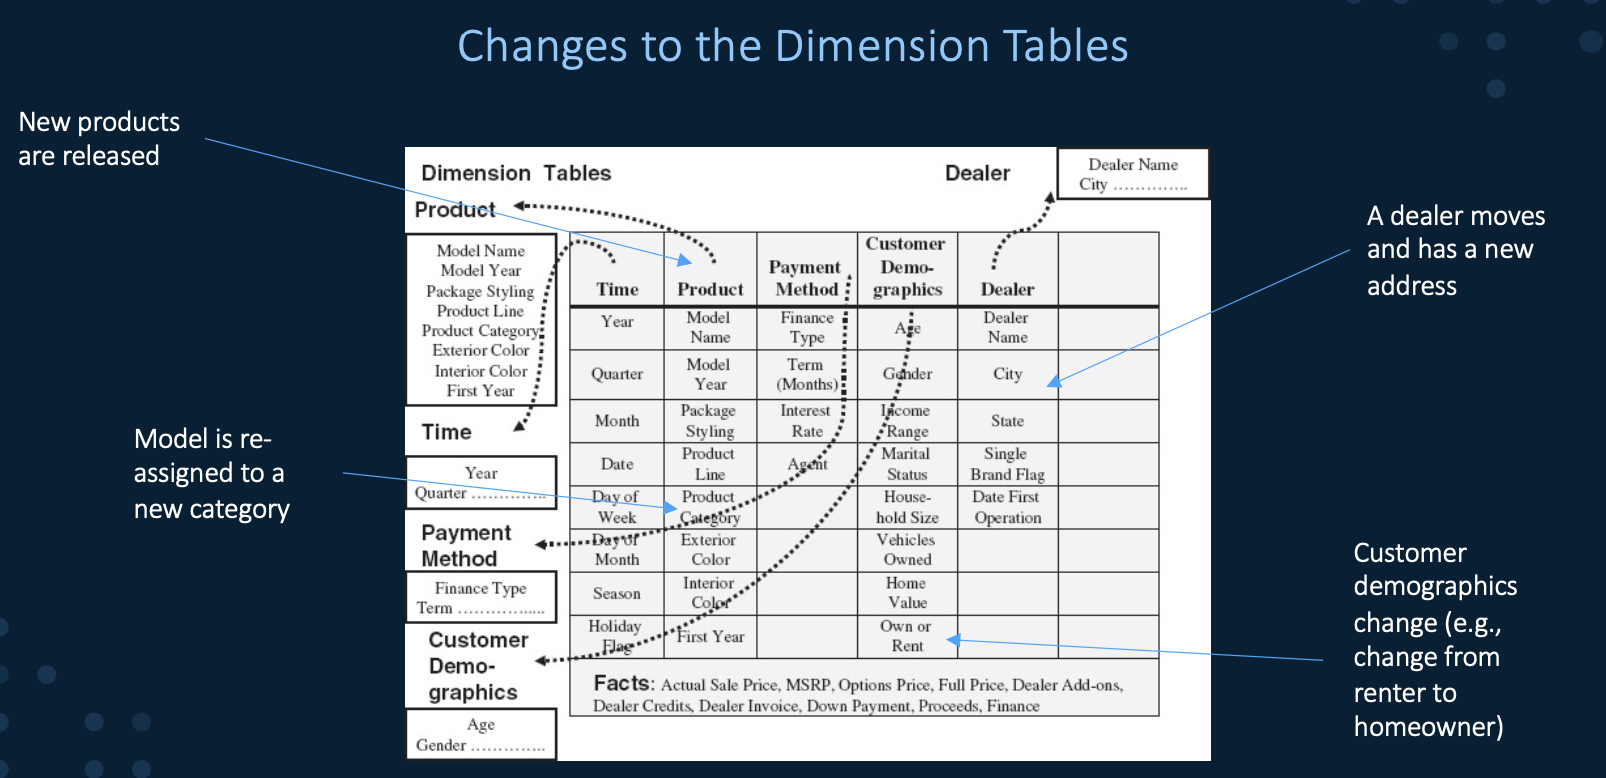 Changes to the Dimension Tables
New products
are released
Dimension Tables
Dealer
Dealer Name
City ..............
Product
Model Name
Model Year
Package Styling
Product Line
Product Category
Exterior Color
Interior Color
First Year
Time
Year
Quarter ..............
Payment
Method
Finance Type
Term .................
Customer
Demo-
graphics
Age
Gender ..............
Time
Product
Payment
Method
Customer
Demo-
graphics
Dealer
Year
Model
Name
Finance
Type
Age
Dealer
Name
Quarter
Model
Year
Term
(Months)
Gender
City
Month
Package
Styling
Interest
Rate
Income
Range
State
Date
Product
Line
Agent
Marital
Status
Single
Brand Flag
Day of
Week
Product
Category
House-
hold Size
Date First
Operation
Day of
Month
Exterior
Color
Vehicles
Owned
Season
Interior
Color
Home
Value
Holiday
Flag
First Year
Own or
Rent
Facts: Actual Sale Price, MSRP, Options Price, Full Price, Dealer Add-ons,
Dealer Credits, Dealer Invoice, Down Payment, Proceeds, Finance
A dealer moves
and has a new
address
Model is re-
assigned to a
new category
Customer
demographics
change (e.g.,
change from
renter to
homeowner)